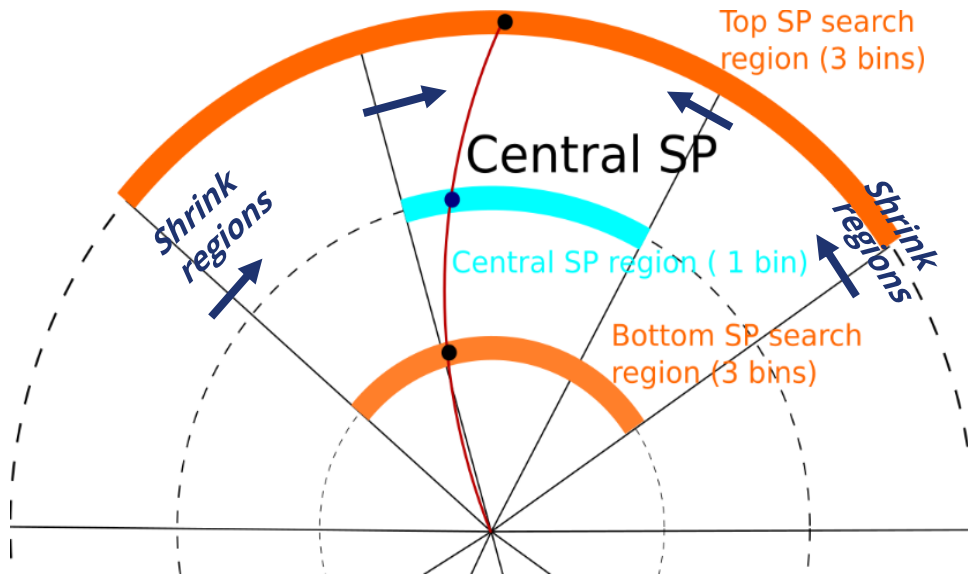 Top SP search
region (3 bins)
Central SP
Shrink
regions
Shrink
regions
Central SP region ( 1 bin)
Bottom SP search
region (3 bins)